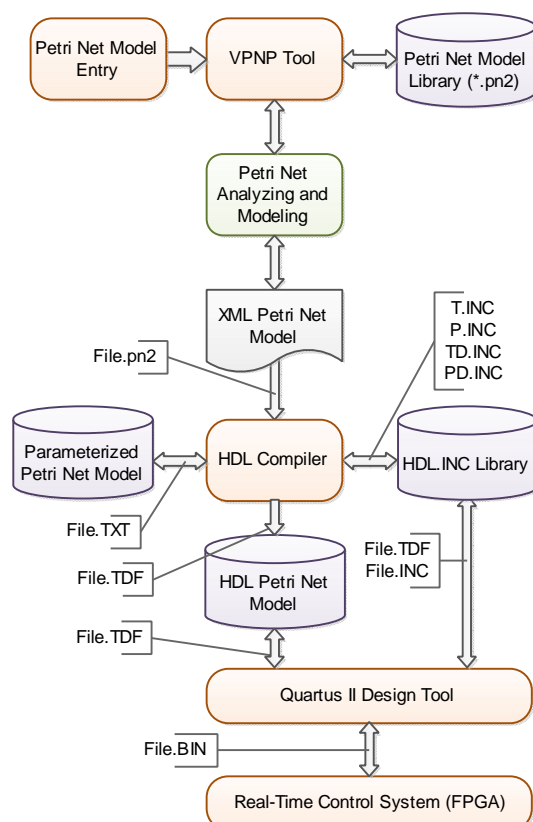 Petri Net Model
Entry
VPNP Tool
Petri Net Model
Library (*.pn2)
Petri Net
Analyzing and
Modeling
XML Petri Net
Model
T.INC
P.INC
TD.INC
PD.INC
File.pn2
Parameterized
Petri Net Model
HDL Compiler
HDL.INC Library
File.TXT
File.TDF
HDL Petri Net
Model
File.TDF
File.INC
File.TDF
Quartus II Design Tool
File.BIN
Real-Time Control System (FPGA)